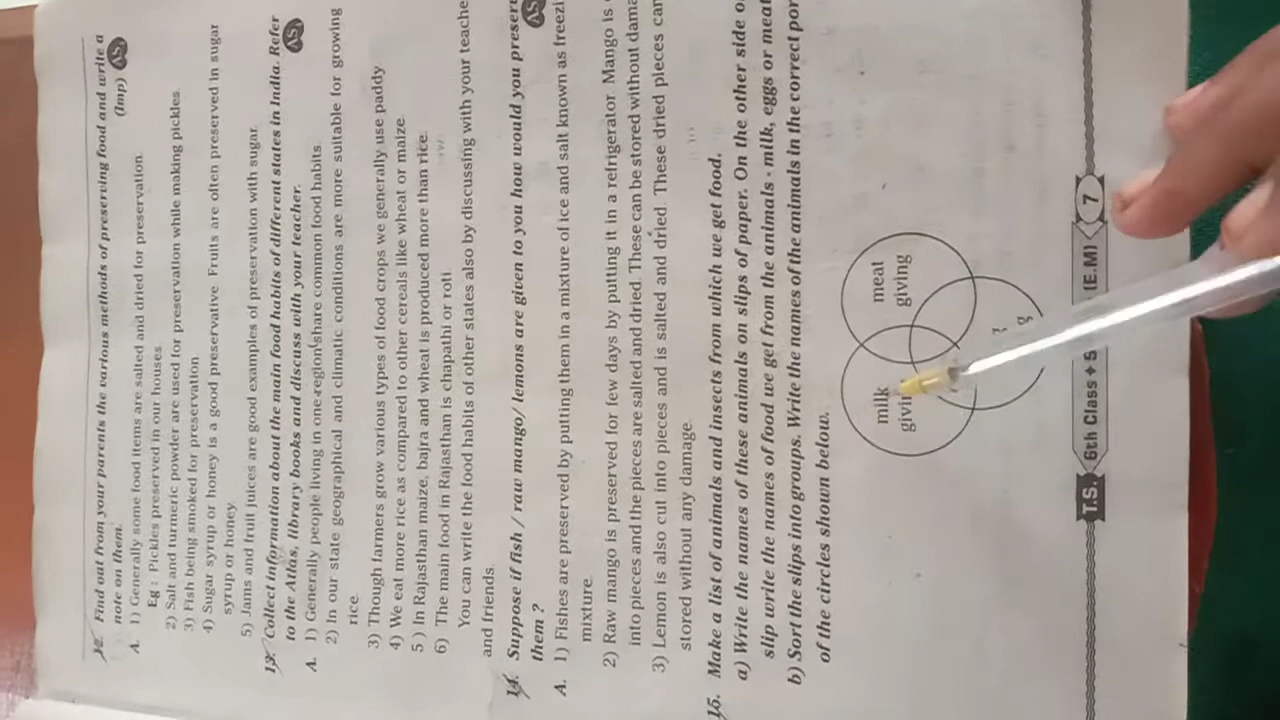 12. Find out from your parents the various methods of preserving food and write a
note on them. (Imp) AS
A. 1) Generally some food items are salted and dried for preservation.
Eg : Pickles preserved in our houses
2) Salt and turmeric powder are used for preservation while making pickles.
3) Fish being smoked for preservation
4) Sugar syrup or honey is a good preservative Fruits are often preserved in sugar
syrup or honey
5) Jams and fruit juices are good examples of preservation with sugar.
13. Collect information about the main food habits of different states in India. Refer
to the Atlas, library books and discuss with your teacher. AS
A. 1) Generally people living in one region share common food habits
2) In our state geographical and climatic conditions are more suitable for growing
rice
3) Though farmers grow various types of food crops we generally use paddy
4) We eat more rice as compared to other cereals like wheat or maize.
5 ) In Rajasthan maize, bajra and wheat is produced more than rice.
6) The main food in Rajasthan is chapathi or roti
You can write the food habits of other states also by discussing with your teache
and friends.
14. Suppose if fish / raw mango/ lemons are given to you how would you preser
them ? AS
A. 1) Fishes are preserved by putting them in a mixture of ice and salt known as freezi
mixture.
2) Raw mango is preserved for few days by putting it in a refrigerator. Mango is
into pieces and the pieces are salted and dried. These can be stored without dama
3) Lemon is also cut into pieces and is salted and dried. These dried pieces can
stored without any damage.
15. Make a list of animals and insects from which we get food.
a) Write the names of these animals on slips of paper. On the other side o
slip write the names of food we get from the animals - milk, eggs or meat
b) Sort the slips into groups. Write the names of the animals in the correct por
of the circles shown below.
milk
givi
meat
giving
g
T.S. 6th Class ✦ S (E.M) 7